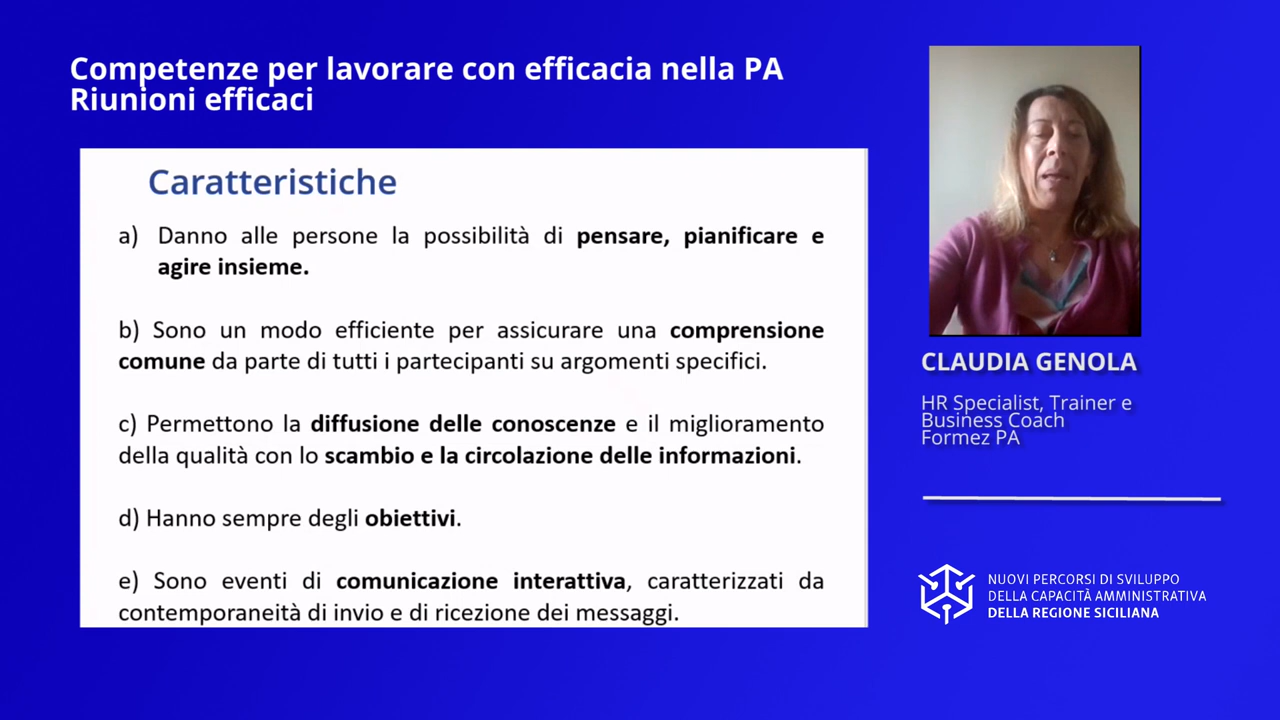 Competenze per lavorare con efficacia nella PA
Riunioni efficaci
Caratteristiche
a) Danno alle persone la possibilità di pensare, pianificare e
agire insieme.
b) Sono un modo efficiente per assicurare una comprensione
comune da parte di tutti i partecipanti su argomenti specifici.
c) Permettono la diffusione delle conoscenze e il miglioramento
della qualità con lo scambio e la circolazione delle informazioni.
d) Hanno sempre degli obiettivi.
e) Sono eventi di comunicazione interattiva, caratterizzati da
contemporaneità di invio e di ricezione dei messaggi.
CLAUDIA GENOLA
HR Specialist, Trainer e
Business Coach
Formez PA
NUOVI PERCORSI DI SVILUPPO
DELLA CAPACITÀ AMMINISTRATIVA
DELLA REGIONE SICILIANA